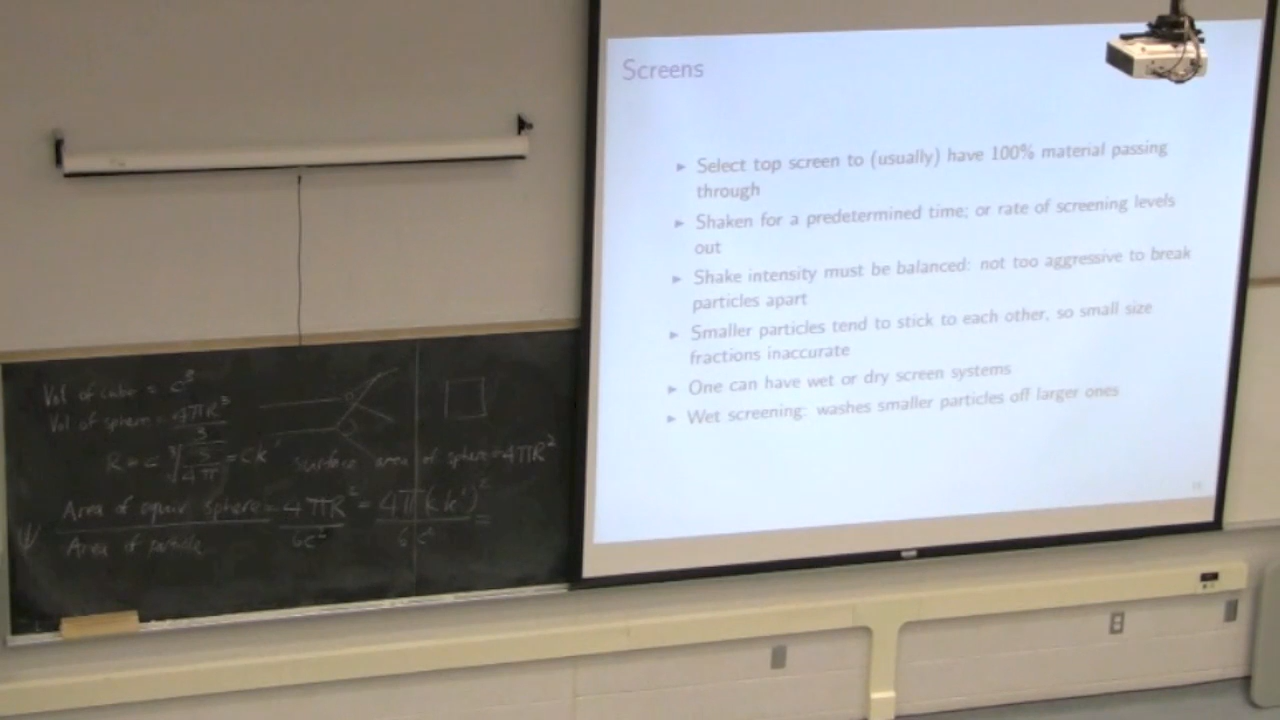 Screens
▸ Select top screen to (usually) have 100% material passing
through
▸ Shaken for a predetermined time; or rate of screening levels
out
▸ Shake intensity must be balanced: not too aggressive to break
particles apart
▸ Smaller particles tend to stick to each other, so small size
fractions inaccurate
▸ One can have wet or dry screen systems
▸ Wet screening: washes smaller particles off larger ones
Vol of cube = c³
Vol of sphere = 4πR³
3
R = c ∛ 3 = ck
4π
surface area of sphere = 4πR²
Area of equiv sphere = 4πR² = 4π( k')²
ψ Area of particle 6c² 6 c² =